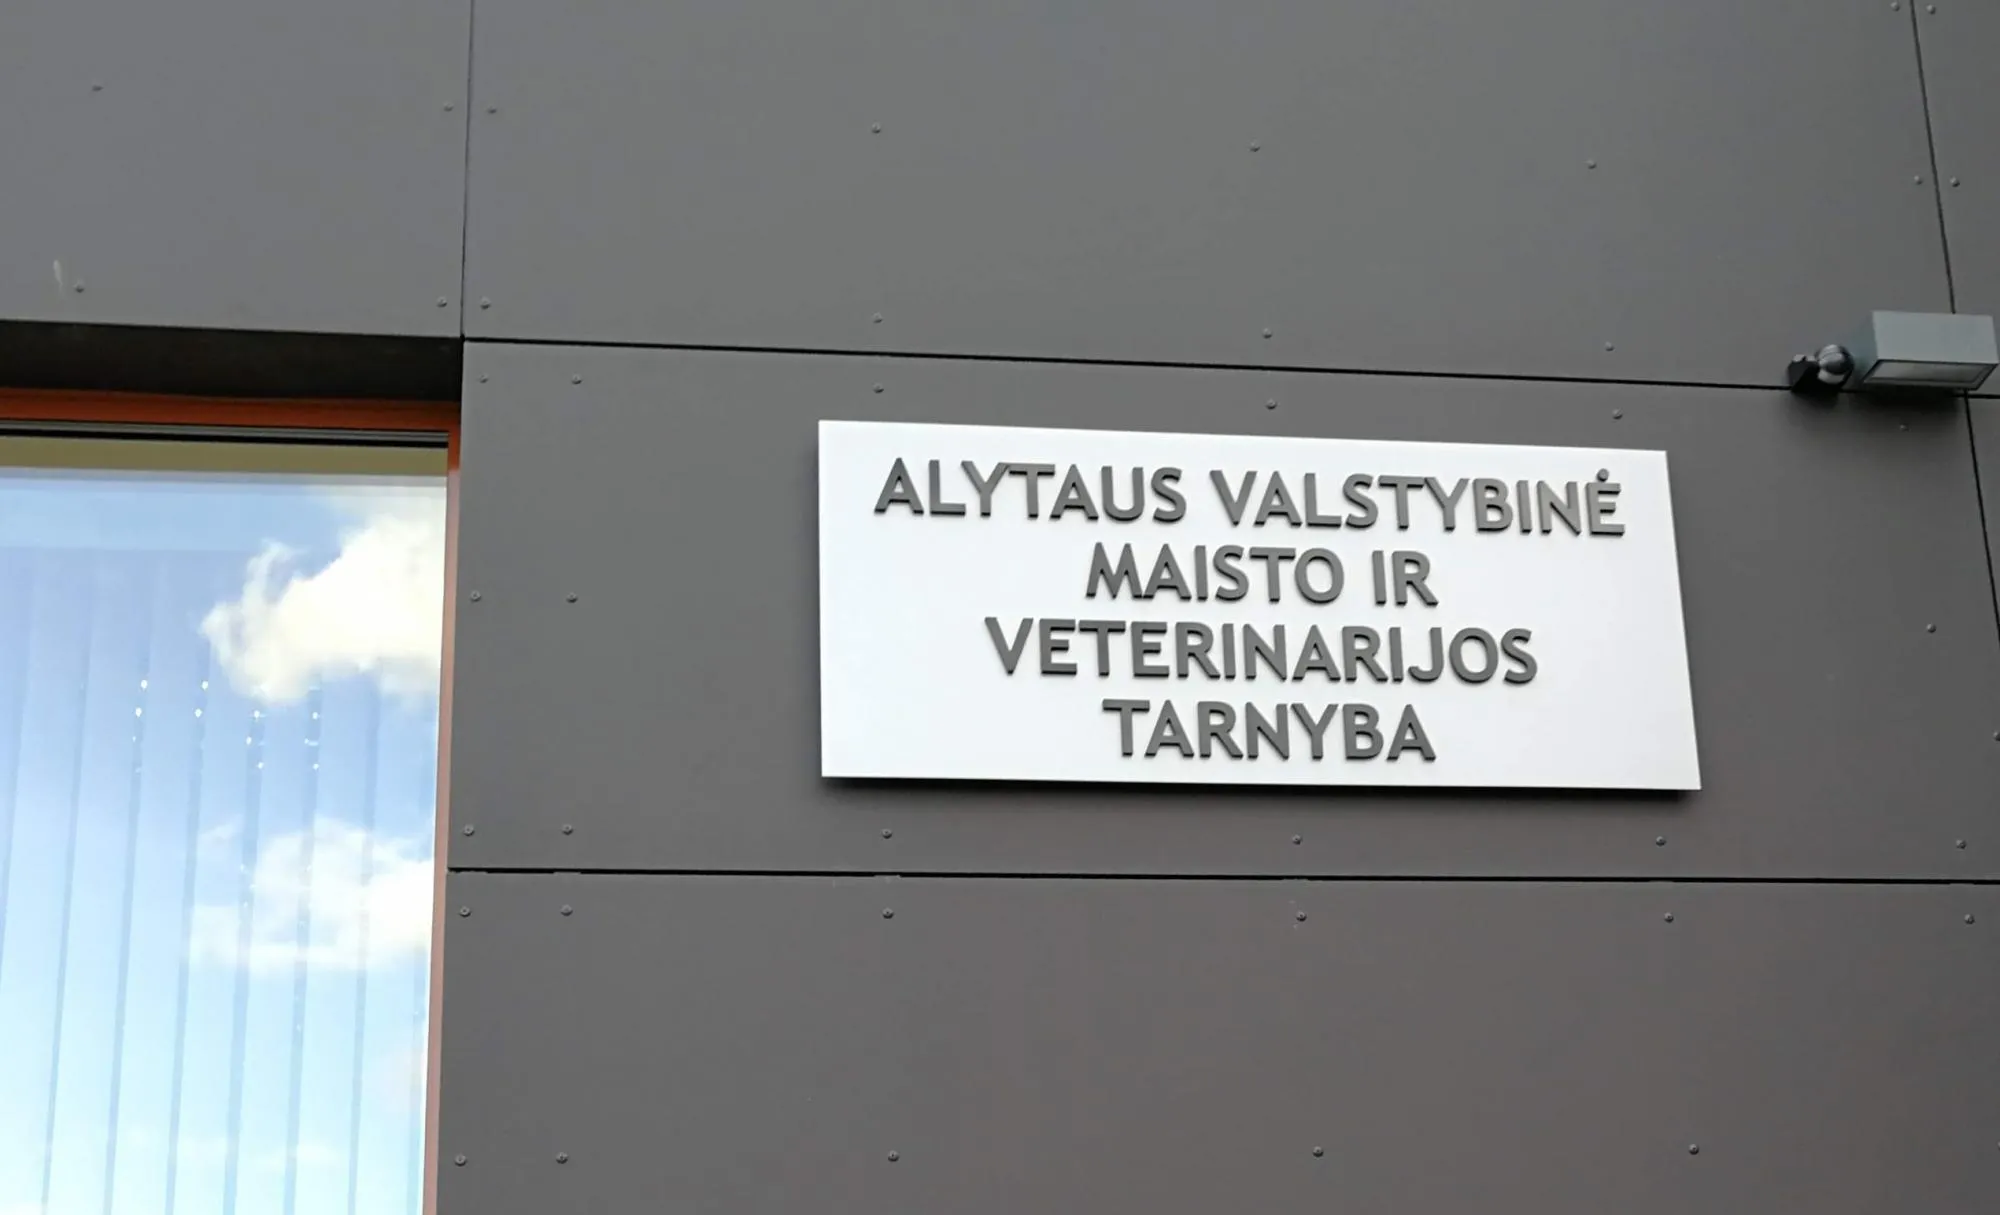 ALYTAUS VALSTYBINĖ
MAISTO IR
VETERINARIJOS
TARNYBA